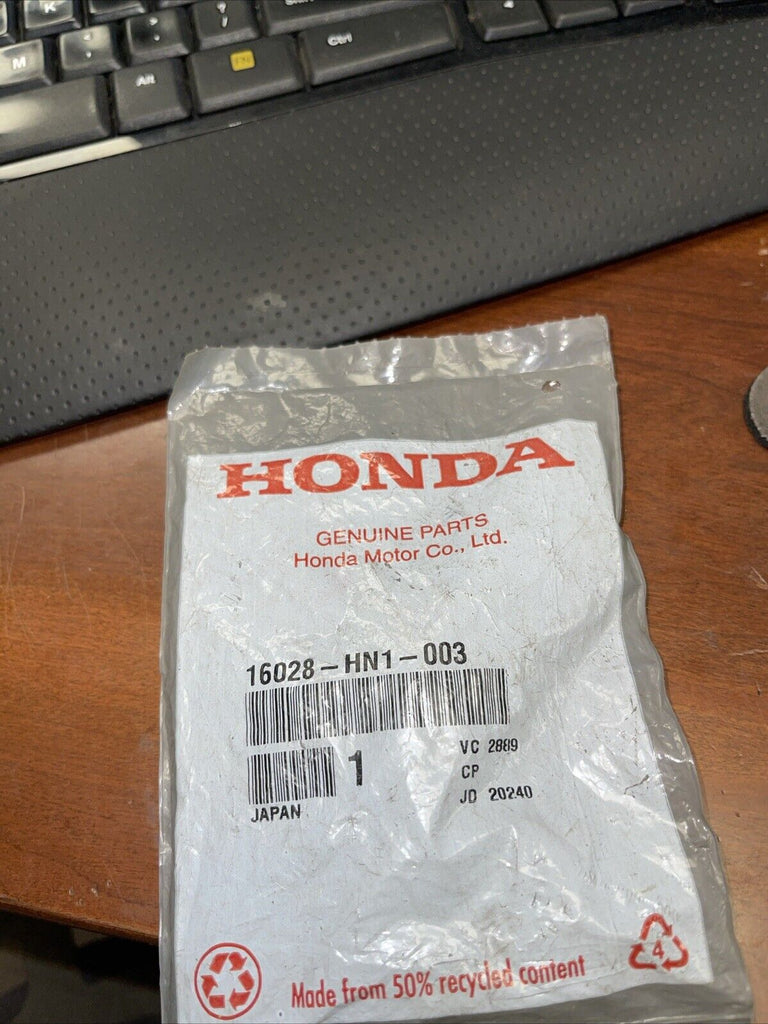 K
?
/
M
Alt
Ctrl
4
HONDA
GENUINE PARTS
Honda Motor Co., Ltd.
16028-HN1-003
1
VC 2889
CP
JAPAN
JD 20240
4
Made from 50% recycled content